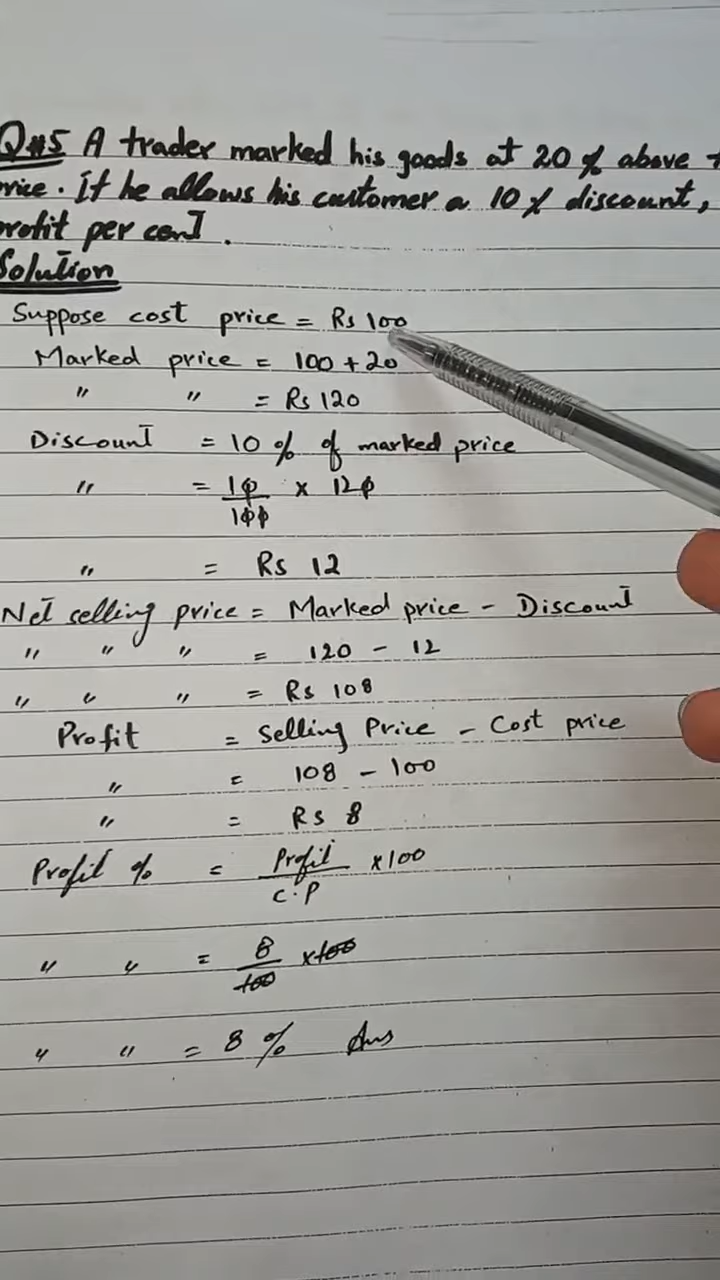 Q#5 A trader marked his goods at 20 % above
rice. If he allows his customer a 10 % discount,
rofit per cent.
Solution
Suppose cost price = Rs 100
Marked price = 100 + 20
" " = Rs 120
Discount = 10 % of marked price
" = 10/100 × 120
" = Rs 12
Net selling price = Marked price - Discount
" " " = 120 - 12
" " " = Rs 108
Profit = Selling Price - Cost price
" = 108 - 100
" = Rs 8
Profit % = Profit/C.P ×100
" " = 8/100 ×100
" " = 8 % Ans